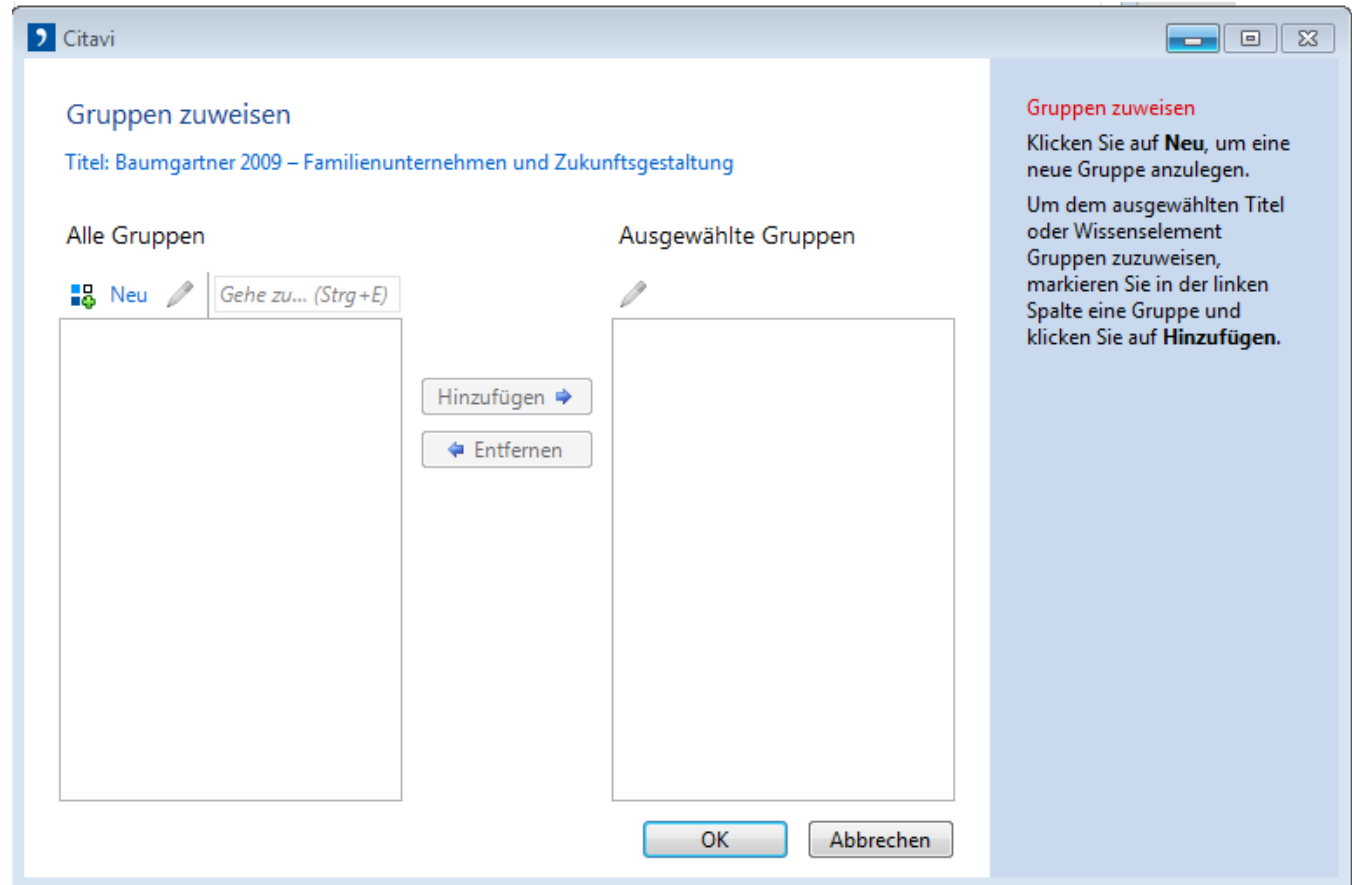 Citavi
Gruppen zuweisen
Titel: Baumgartner 2009 – Familienunternehmen und Zukunftsgestaltung
Alle Gruppen
Ausgewählte Gruppen
Neu
Gehe zu... (Strg+E)
Hinzufügen
Entfernen
OK
Abbrechen
Gruppen zuweisen
Klicken Sie auf Neu, um eine
neue Gruppe anzulegen.
Um dem ausgewählten Titel
oder Wissenselement
Gruppen zuzuweisen,
markieren Sie in der linken
Spalte eine Gruppe und
klicken Sie auf Hinzufügen.